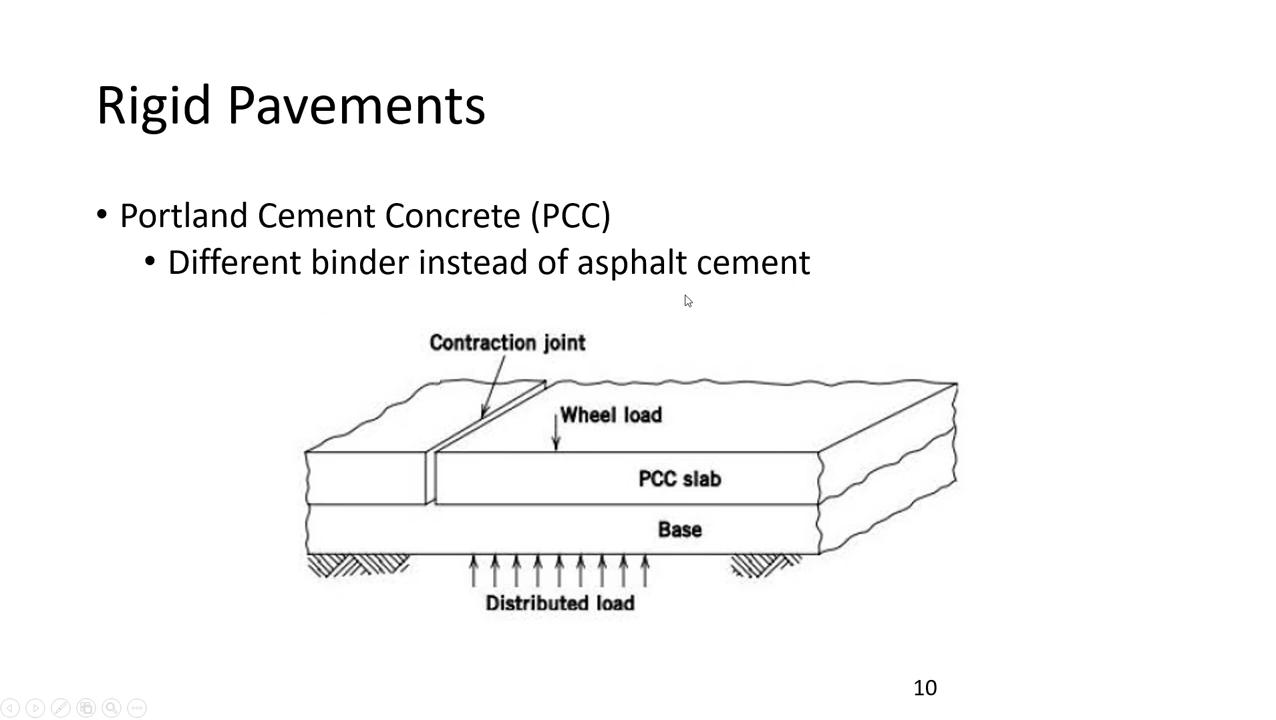 Rigid Pavements
• Portland Cement Concrete (PCC)
• Different binder instead of asphalt cement
Contraction joint
Wheel load
PCC slab
Base
Distributed load
10